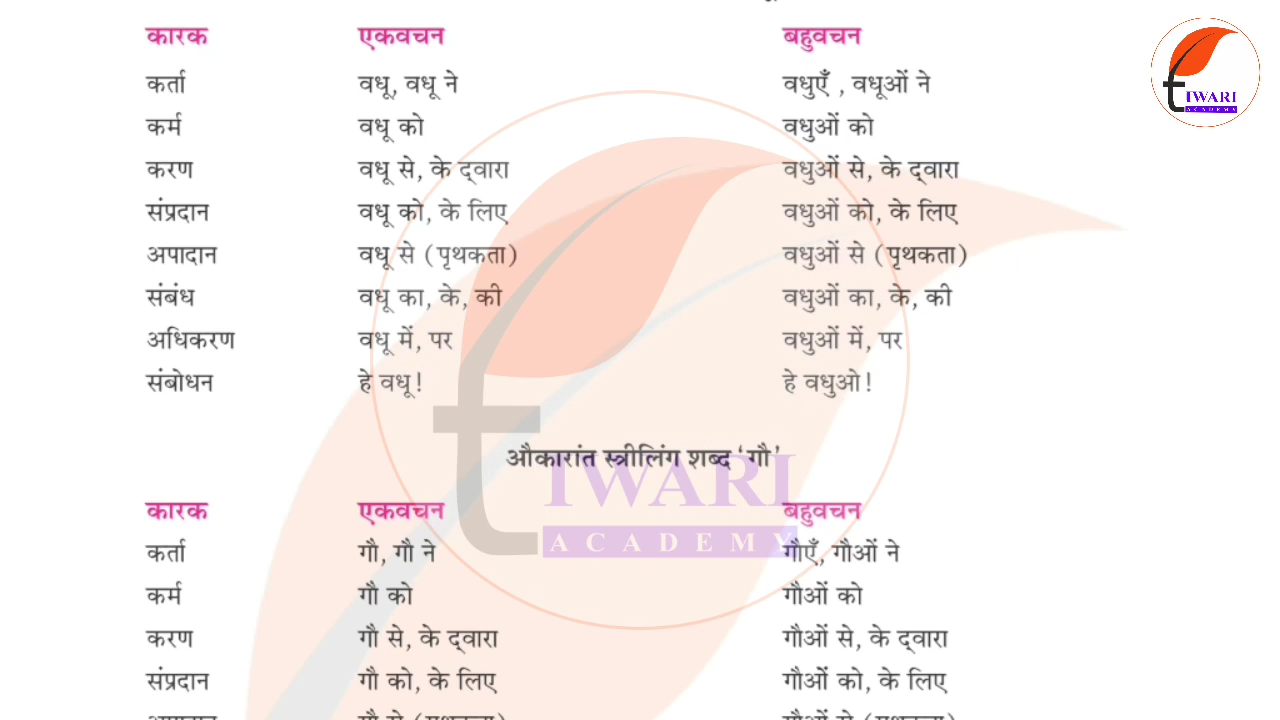 कारक एकवचन बहुवचन
कर्ता वधू, वधू ने वधुएँ , वधूओं ने
कर्म वधू को वधुओं को
करण वधू से, के द्वारा वधुओं से, के द्वारा
संप्रदान वधू को, के लिए वधुओं को, के लिए
अपादान वधू से (पृथकता) वधुओं से (पृथकता)
संबंध वधू का, के, की वधुओं का, के, की
अधिकरण वधू में, पर वधुओं में, पर
संबोधन हे वधू! हे वधुओ!
औकारांत स्त्रीलिंग शब्द ‘गौ’
कारक एकवचन बहुवचन
कर्ता गौ, गौ ने गौएँ, गौओं ने
कर्म गौ को गौओं को
करण गौ से, के द्वारा गौओं से, के द्वारा
संप्रदान गौ को, के लिए गौओं को, के लिए
tIWARI
ACADEMY
tIWARI
ACADEMY